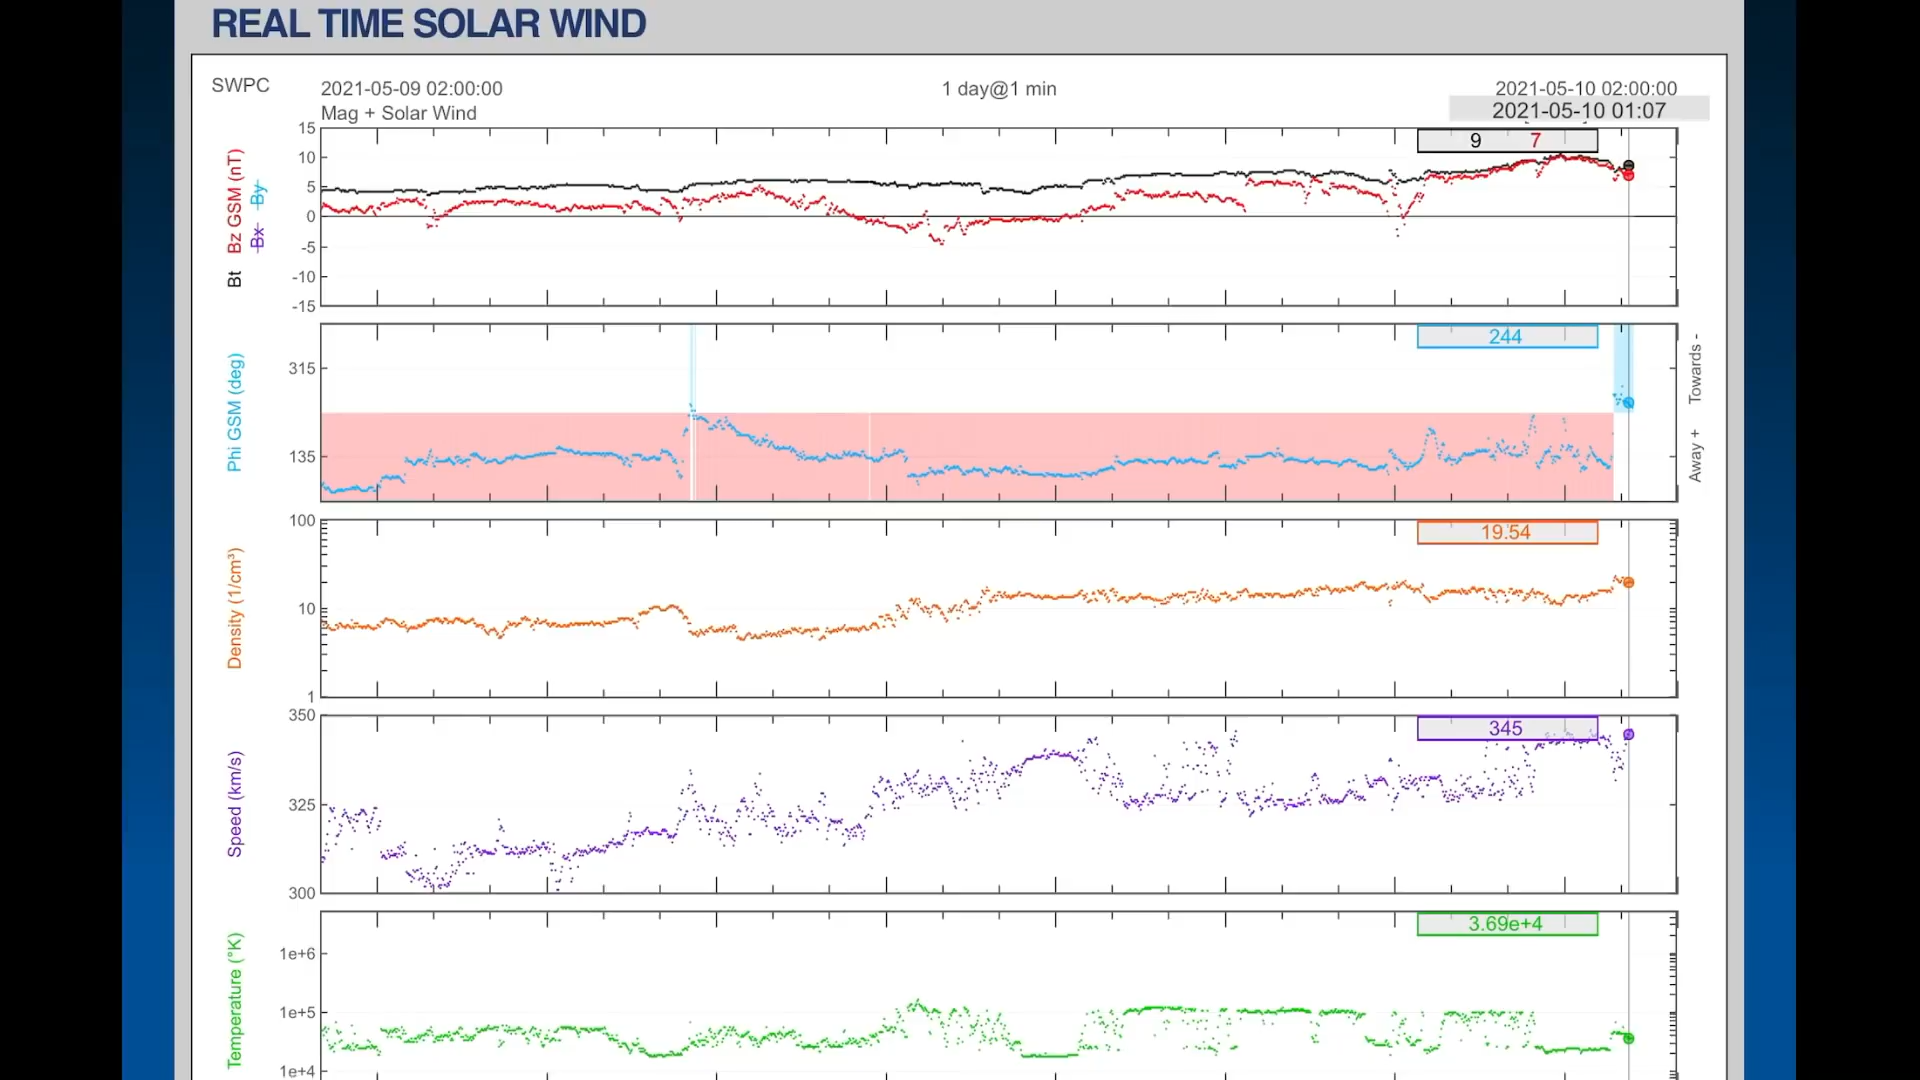 REAL TIME SOLAR WIND
SWPC
2021-05-09 02:00:00
1 day@1 min
2021-05-10 02:00:00
Mag + Solar Wind
2021-05-10 01:07
Bt Bz GSM (nT)
Bx By
15
10
5
0
-5
-10
-15
9 7
Phi GSM (deg)
315
135
244
Towards -
Away +
Density (1/cm³)
100
10
1
19.54
Speed (km/s)
350
325
300
345
Temperature (°K)
1e+6
1e+5
1e+4
3.69e+4